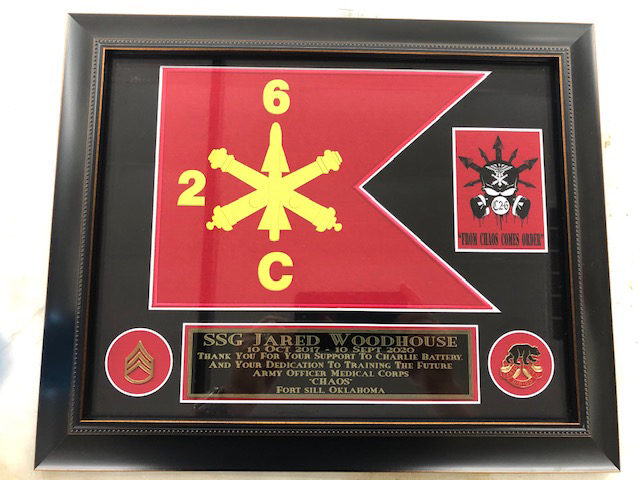 6
2
C
C26
"FROM CHAOS COMES ORDER"
SSG JARED WOODHOUSE
10 OCT 2017 - 10 SEPT 2020
THANK YOU FOR YOUR SUPPORT TO CHARLIE BATTERY.
AND YOUR DEDICATION TO TRAINING THE FUTURE
ARMY OFFICER MEDICAL CORPS
"CHAOS"
FORT SILL OKLAHOMA